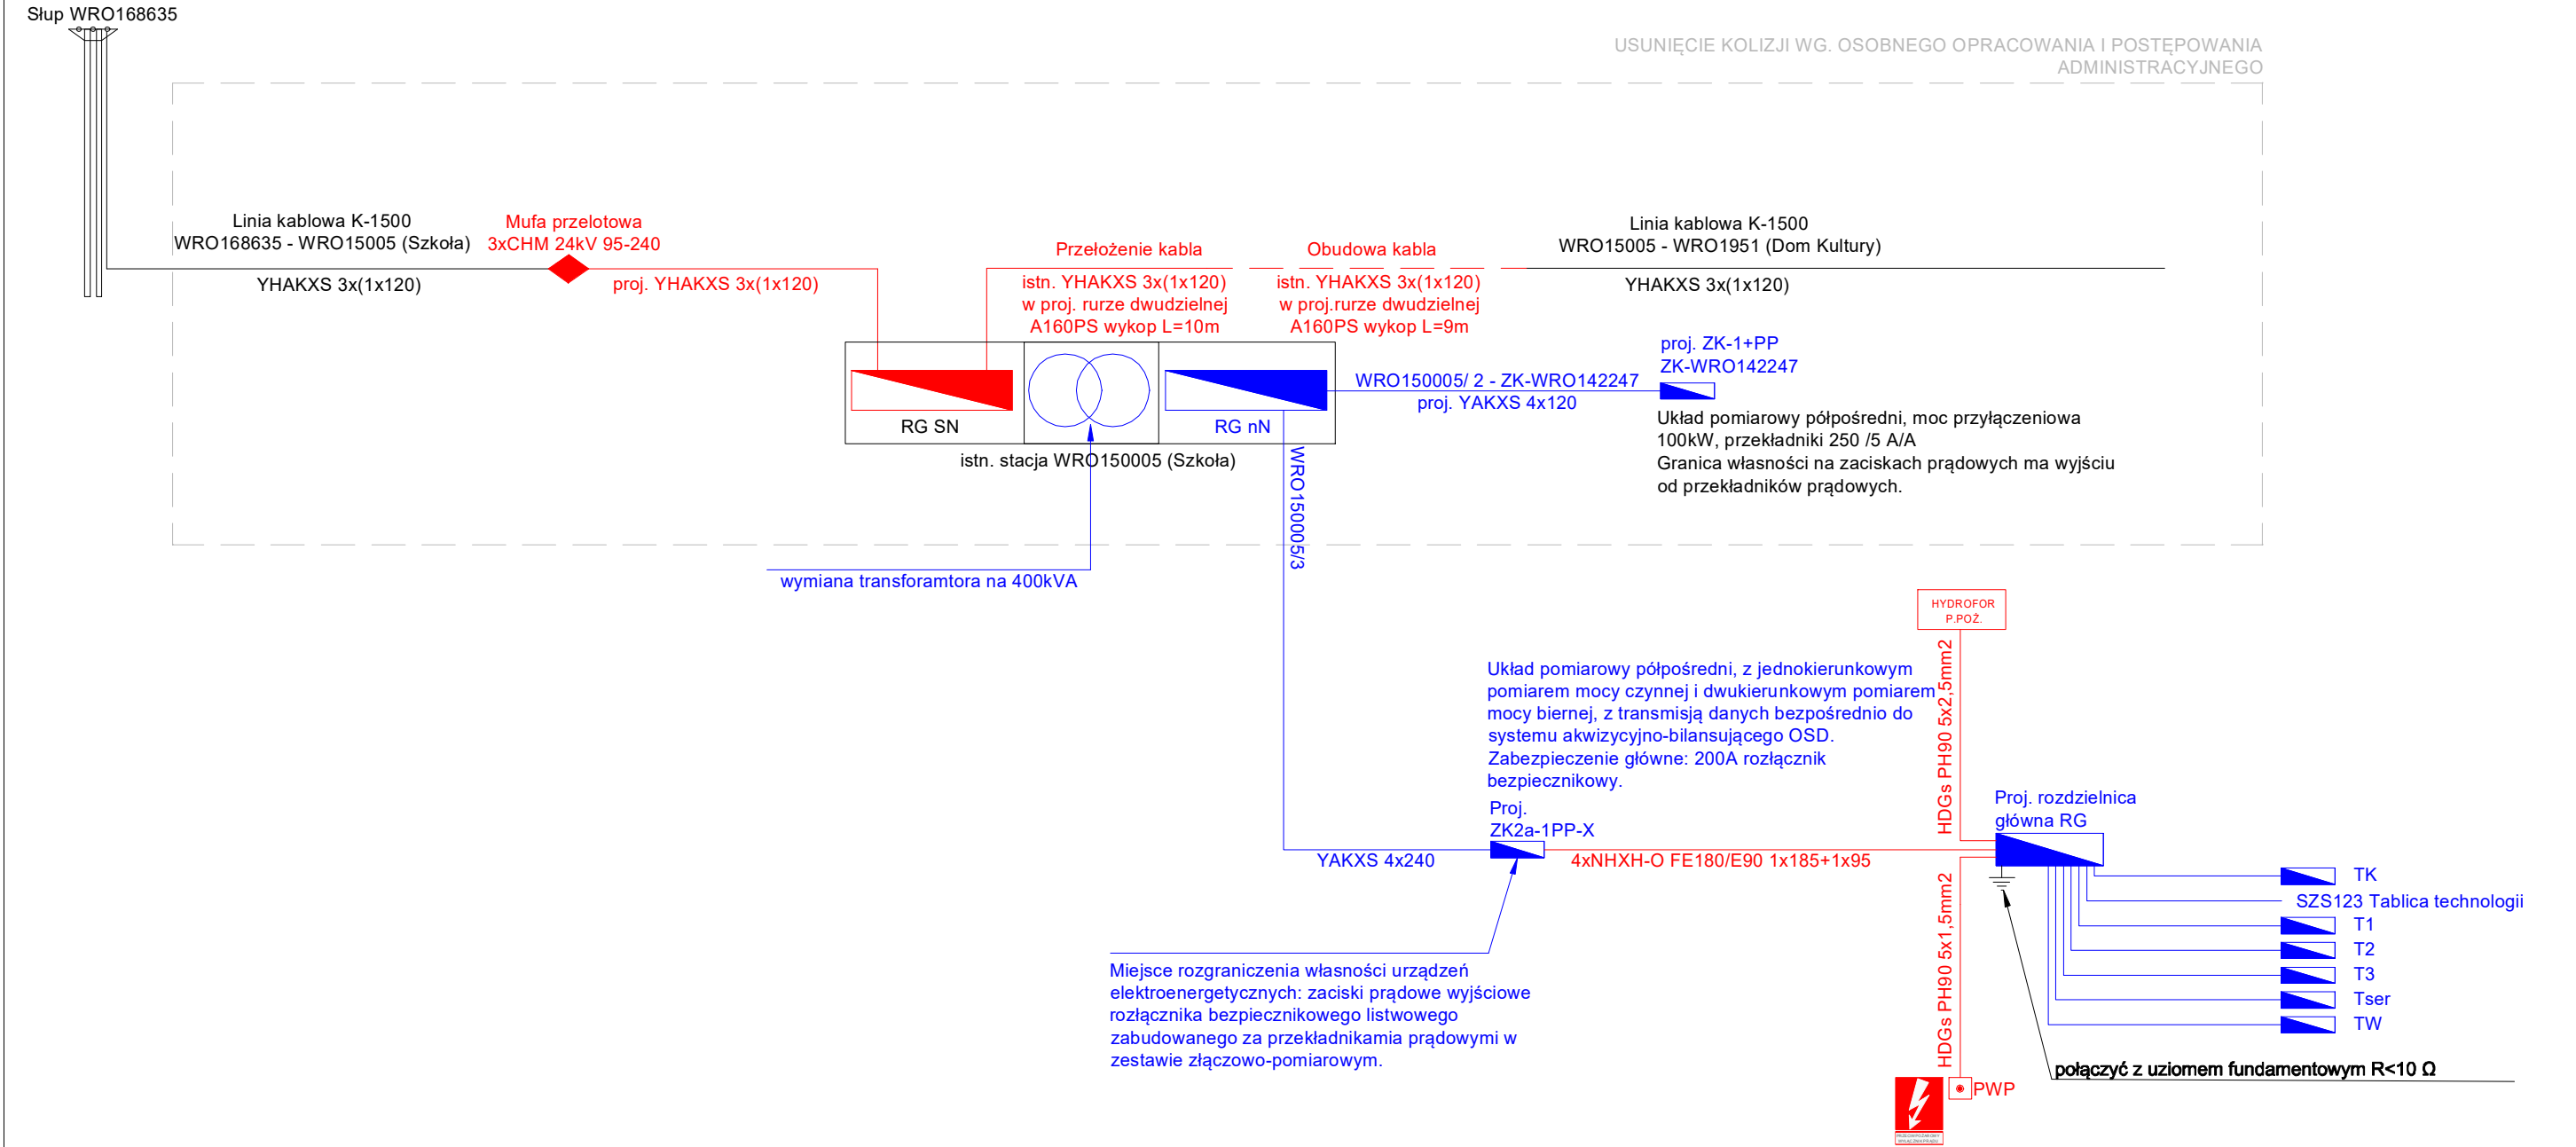 Słup WRO168635
USUNIĘCIE KOLIZJI WG. OSOBNEGO OPRACOWANIA I POSTĘPOWANIA
ADMINISTRACYJNEGO
Linia kablowa K-1500
WRO168635 - WRO15005 (Szkoła)
YHAKXS 3x(1x120)
Mufa przelotowa
3xCHM 24kV 95-240
proj. YHAKXS 3x(1x120)
Przełożenie kabla
istn. YHAKXS 3x(1x120)
w proj. rurze dwudzielnej
A160PS wykop L=10m
Obudowa kabla
istn. YHAKXS 3x(1x120)
w proj.rurze dwudzielnej
A160PS wykop L=9m
Linia kablowa K-1500
WRO15005 - WRO1951 (Dom Kultury)
YHAKXS 3x(1x120)
RG SN
RG nN
istn. stacja WRO150005 (Szkoła)
WRO150005/ 2 - ZK-WRO142247
proj. YAKXS 4x120
proj. ZK-1+PP
ZK-WRO142247
Układ pomiarowy półpośredni, moc przyłączeniowa
100kW, przekładniki 250 /5 A/A
Granica własności na zaciskach prądowych ma wyjściu
od przekładników prądowych.
WRO150005/3
wymiana transforamtora na 400kVA
HYDROFOR
P.POŻ.
HDGs PH90 5x2,5mm2
Układ pomiarowy półpośredni, z jednokierunkowym
pomiarem mocy czynnej i dwukierunkowym pomiarem
mocy biernej, z transmisją danych bezpośrednio do
systemu akwizycyjno-bilansującego OSD.
Zabezpieczenie główne: 200A rozłącznik
bezpiecznikowy.
Proj.
ZK2a-1PP-X
YAKXS 4x240
4xNHXH-O FE180/E90 1x185+1x95
Proj. rozdzielnica
główna RG
TK
SZS123 Tablica technologii
T1
T2
T3
Tser
TW
HDGs PH90 5x1,5mm2
Miejsce rozgraniczenia własności urządzeń
elektroenergetycznych: zaciski prądowe wyjściowe
rozłącznika bezpiecznikowego listwowego
zabudowanego za przekładnikamia prądowymi w
zestawie złączowo-pomiarowym.
połączyć z uziomem fundamentowym R<10 Ω
PWP